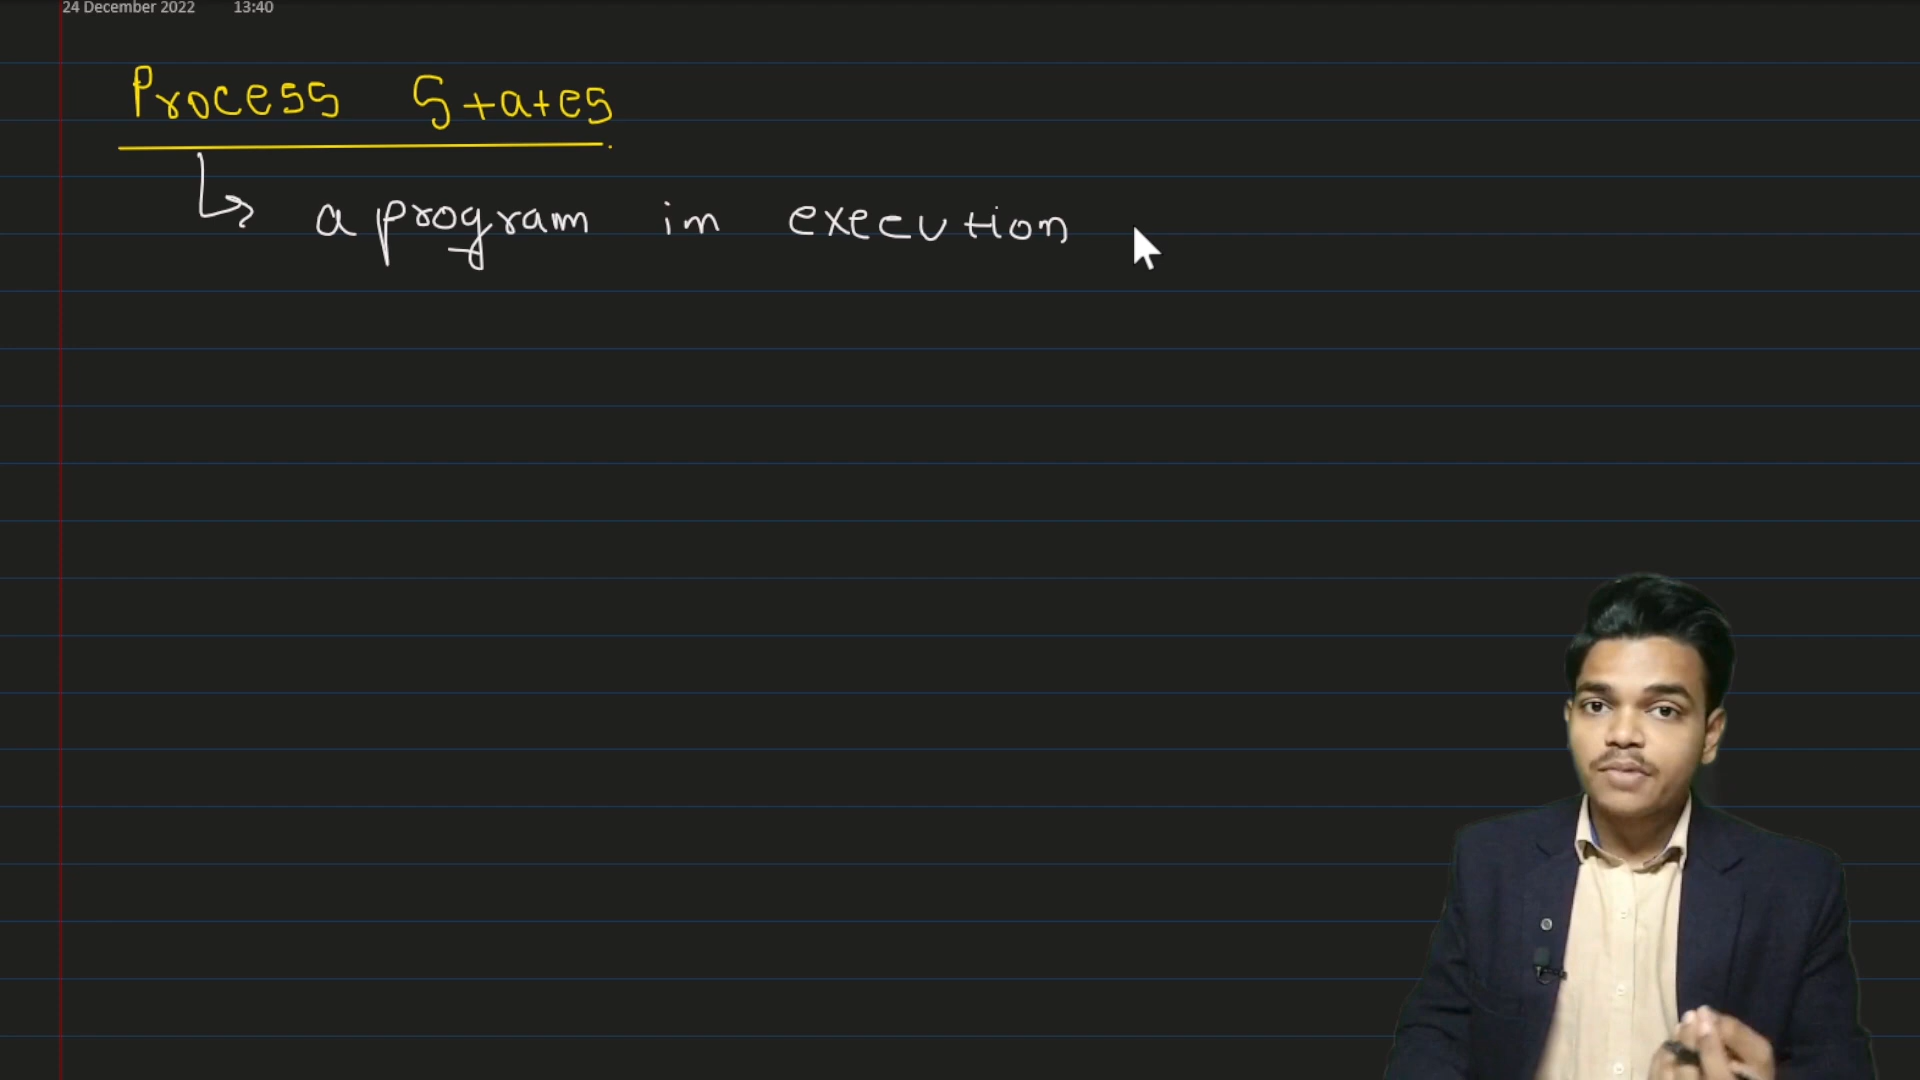 24 December 2022 13:40
Process States
a program in execution